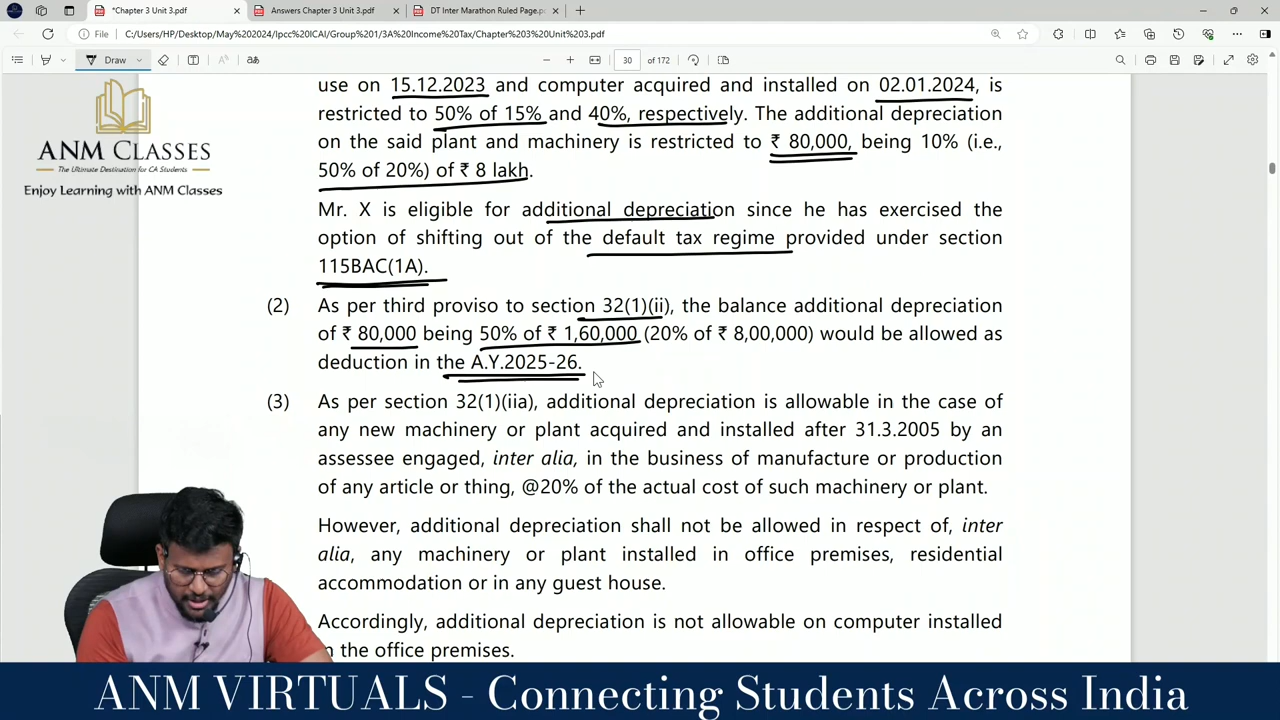 *Chapter 3 Unit 3.pdf
Answers Chapter 3 Unit 3.pdf
DT Inter Marathon Ruled Page.p
File
C:/Users/HP/Desktop/May%202024/Ipcc%20ICAI/Group%201/3A%20Income%20Tax/Chapter%203%20Unit%203.pdf
Draw
30 of 172
ANM CLASSES
The Ultimate Destination for CA Students
Enjoy Learning with ANM Classes
use on 15.12.2023 and computer acquired and installed on 02.01.2024, is
restricted to 50% of 15% and 40%, respectively. The additional depreciation
on the said plant and machinery is restricted to ₹ 80,000, being 10% (i.e.,
50% of 20%) of ₹ 8 lakh.
Mr. X is eligible for additional depreciation since he has exercised the
option of shifting out of the default tax regime provided under section
115BAC(1A).
(2) As per third proviso to section 32(1)(ii), the balance additional depreciation
of ₹ 80,000 being 50% of ₹ 1,60,000 (20% of ₹ 8,00,000) would be allowed as
deduction in the A.Y.2025-26.
(3) As per section 32(1)(iia), additional depreciation is allowable in the case of
any new machinery or plant acquired and installed after 31.3.2005 by an
assessee engaged, inter alia, in the business of manufacture or production
of any article or thing, @20% of the actual cost of such machinery or plant.
However, additional depreciation shall not be allowed in respect of, inter
alia, any machinery or plant installed in office premises, residential
accommodation or in any guest house.
Accordingly, additional depreciation is not allowable on computer installed
the office premises.
ANM VIRTUALS - Connecting Students Across India